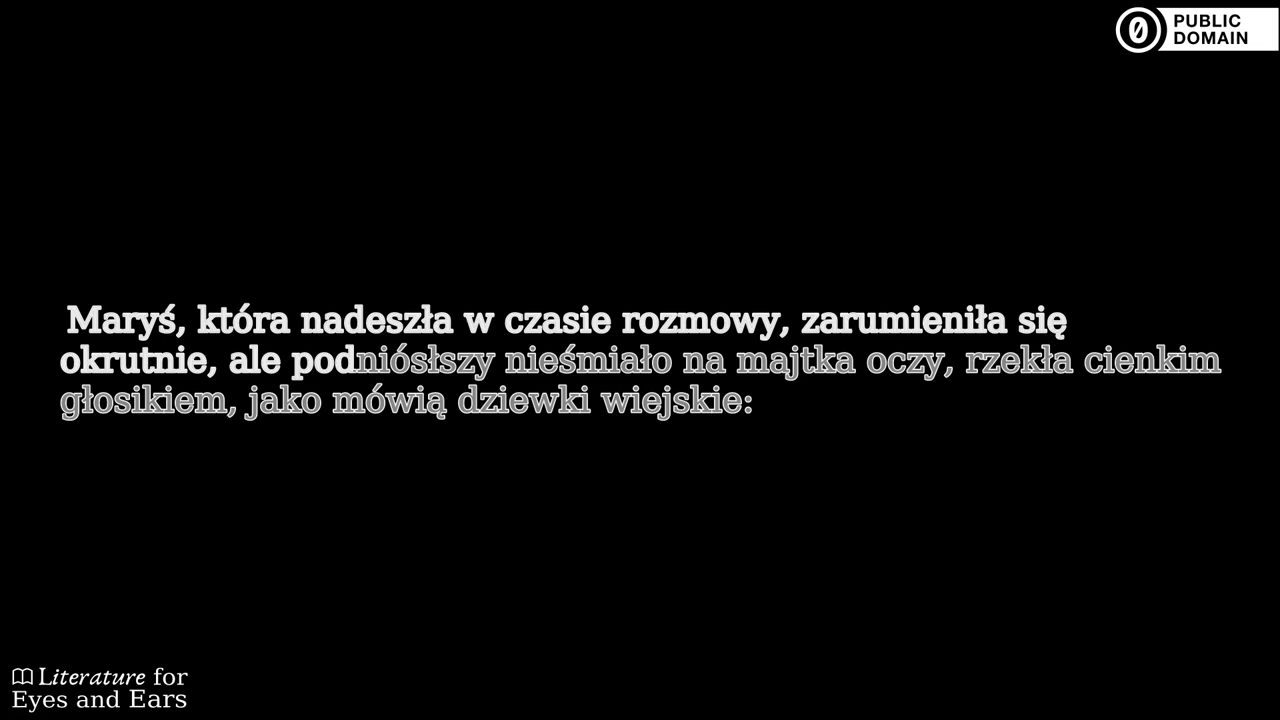 PUBLIC
DOMAIN
Maryś, która nadeszła w czasie rozmowy, zarumieniła się
okrutnie, ale podniósłszy nieśmiało na majtka oczy, rzekła cienkim
głosikiem, jako mówią dziewki wiejskie:
Literature for
Eyes and Ears